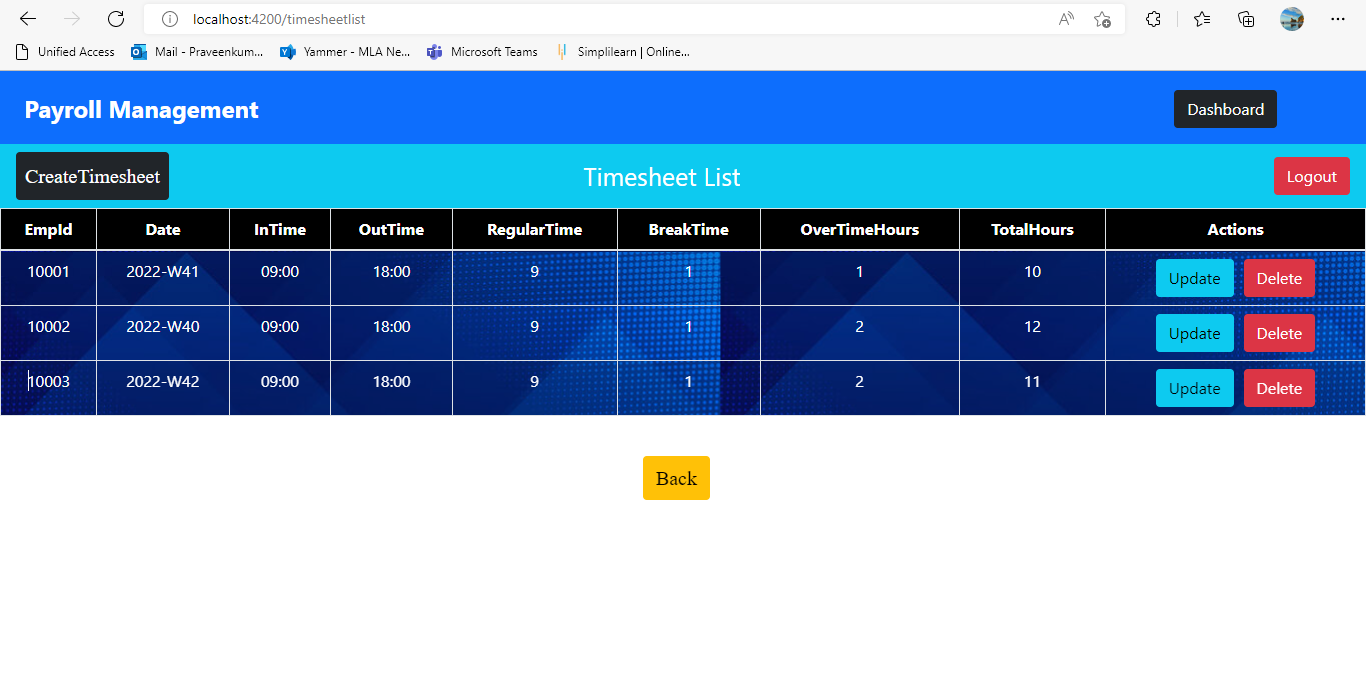 localhost:4200/timesheetlist
Unified Access Mail - Praveenkum... Yammer - MLA Ne... Microsoft Teams Simplilearn | Online...
Payroll Management Dashboard
CreateTimesheet Timesheet List Logout
EmpId Date InTime OutTime RegularTime BreakTime OverTimeHours TotalHours Actions
10001 2022-W41 09:00 18:00 9 1 1 10 Update Delete
10002 2022-W40 09:00 18:00 9 1 2 12 Update Delete
10003 2022-W42 09:00 18:00 9 1 2 11 Update Delete
Back